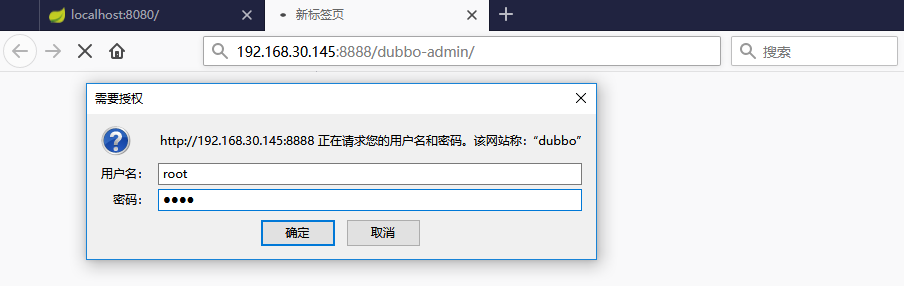 localhost:8080/
新标签页
192.168.30.145:8888/dubbo-admin/
搜索
需要授权
http://192.168.30.145:8888 正在请求您的用户名和密码。该网站称：“dubbo”
用户名： root
密码： ●●●●
确定 取消